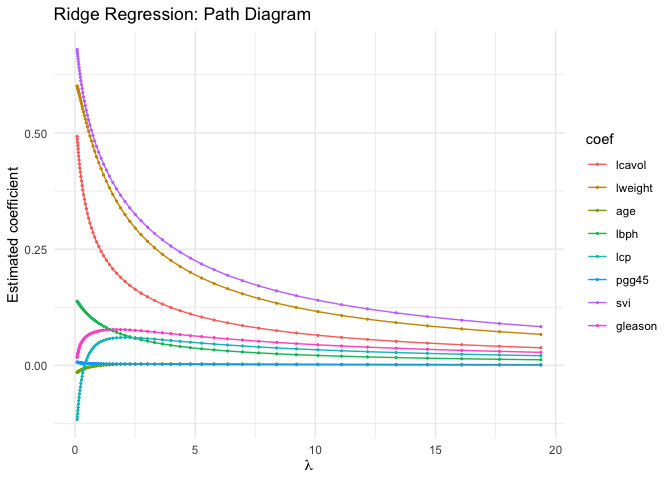 Ridge Regression: Path Diagram
Estimated coefficient
0.50
0.25
0.00
0
5
10
15
20
λ
coef
lcavol
lweight
age
lbph
lcp
pgg45
svi
gleason